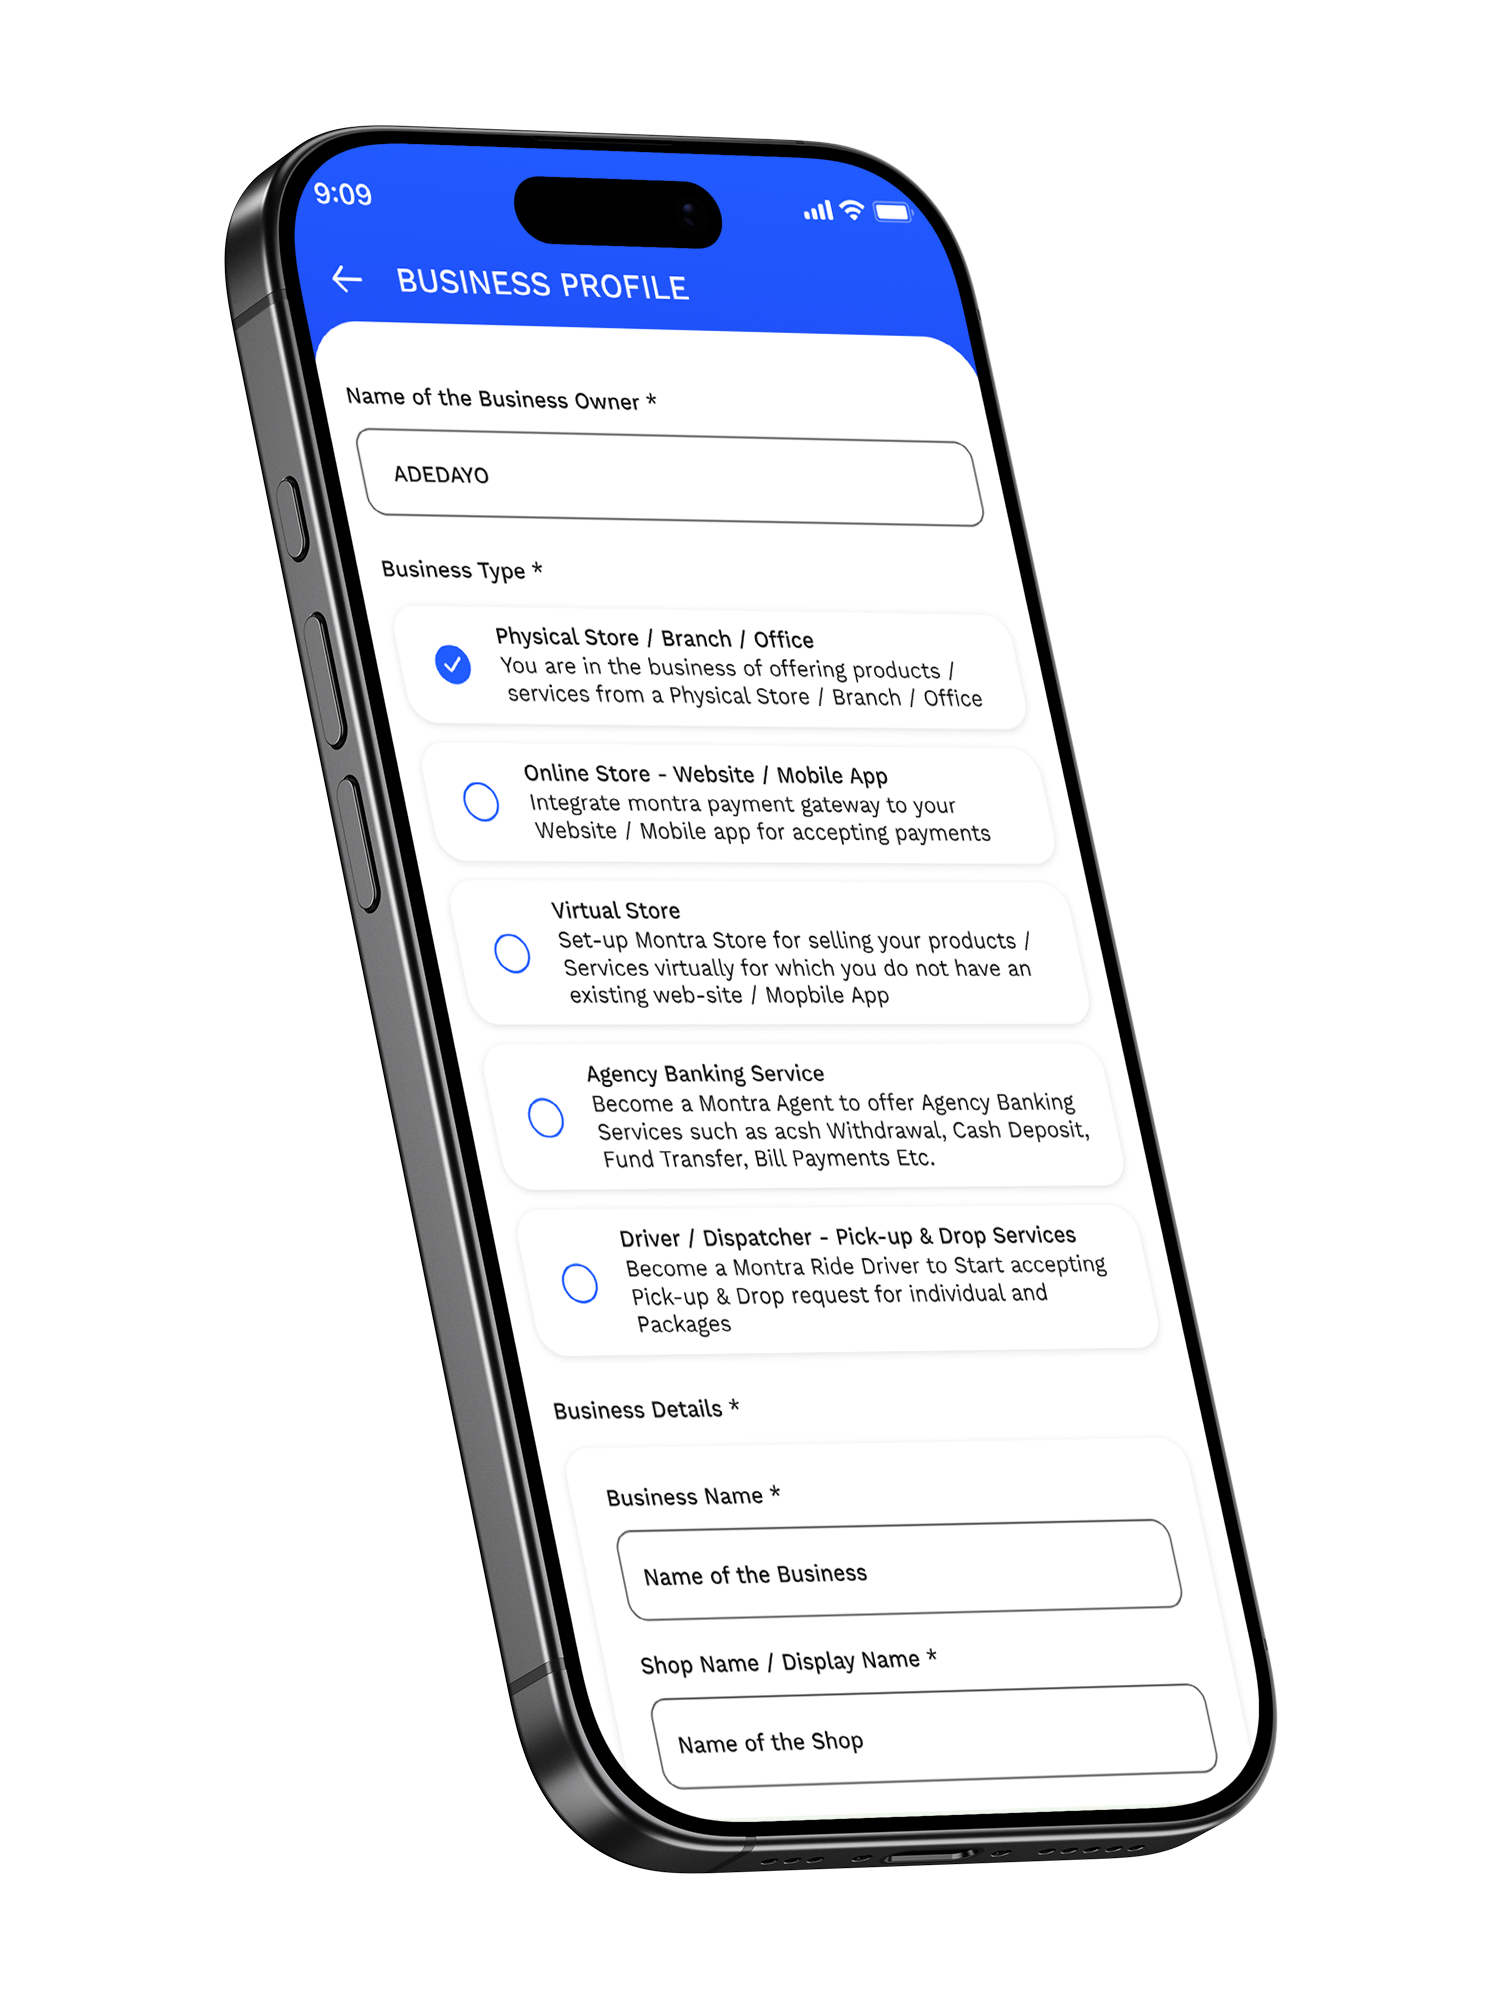 9:09
BUSINESS PROFILE
Name of the Business Owner *
ADEDAYO
Business Type *
Physical Store / Branch / Office
You are in the business of offering products /
services from a Physical Store / Branch / Office
Online Store - Website / Mobile App
Integrate montra payment gateway to your
Website / Mobile app for accepting payments
Virtual Store
Set-up Montra Store for selling your products /
Services virtually for which you do not have an
existing web-site / Mopbile App
Agency Banking Service
Become a Montra Agent to offer Agency Banking
Services such as acsh Withdrawal, Cash Deposit,
Fund Transfer, Bill Payments Etc.
Driver / Dispatcher - Pick-up & Drop Services
Become a Montra Ride Driver to Start accepting
Pick-up & Drop request for individual and
Packages
Business Details *
Business Name *
Name of the Business
Shop Name / Display Name *
Name of the Shop